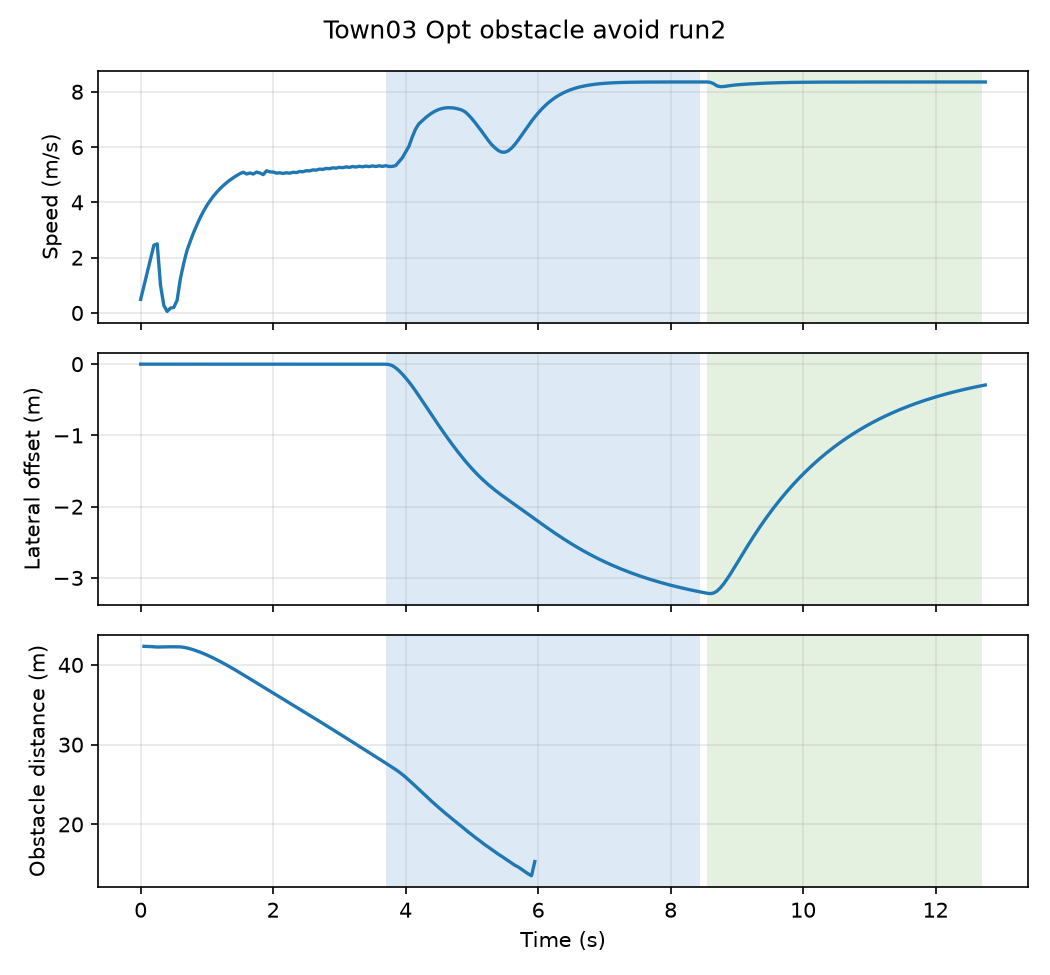 Town03 Opt obstacle avoid run2
Speed (m/s)
8
6
4
2
0
Lateral offset (m)
0
−1
−2
−3
Obstacle distance (m)
40
30
20
0 2 4 6 8 10 12
Time (s)